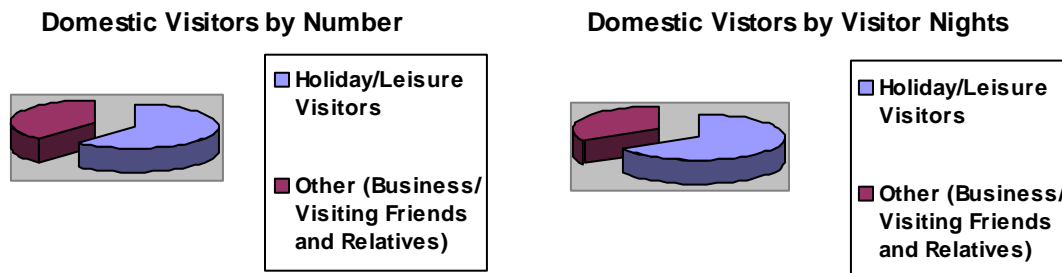 Domestic Visitors by Number
Holiday/Leisure
Visitors
Other (Business/
Visiting Friends
and Relatives)
Domestic Vistors by Visitor Nights
Holiday/Leisure
Visitors
Other (Business/
Visiting Friends
and Relatives)